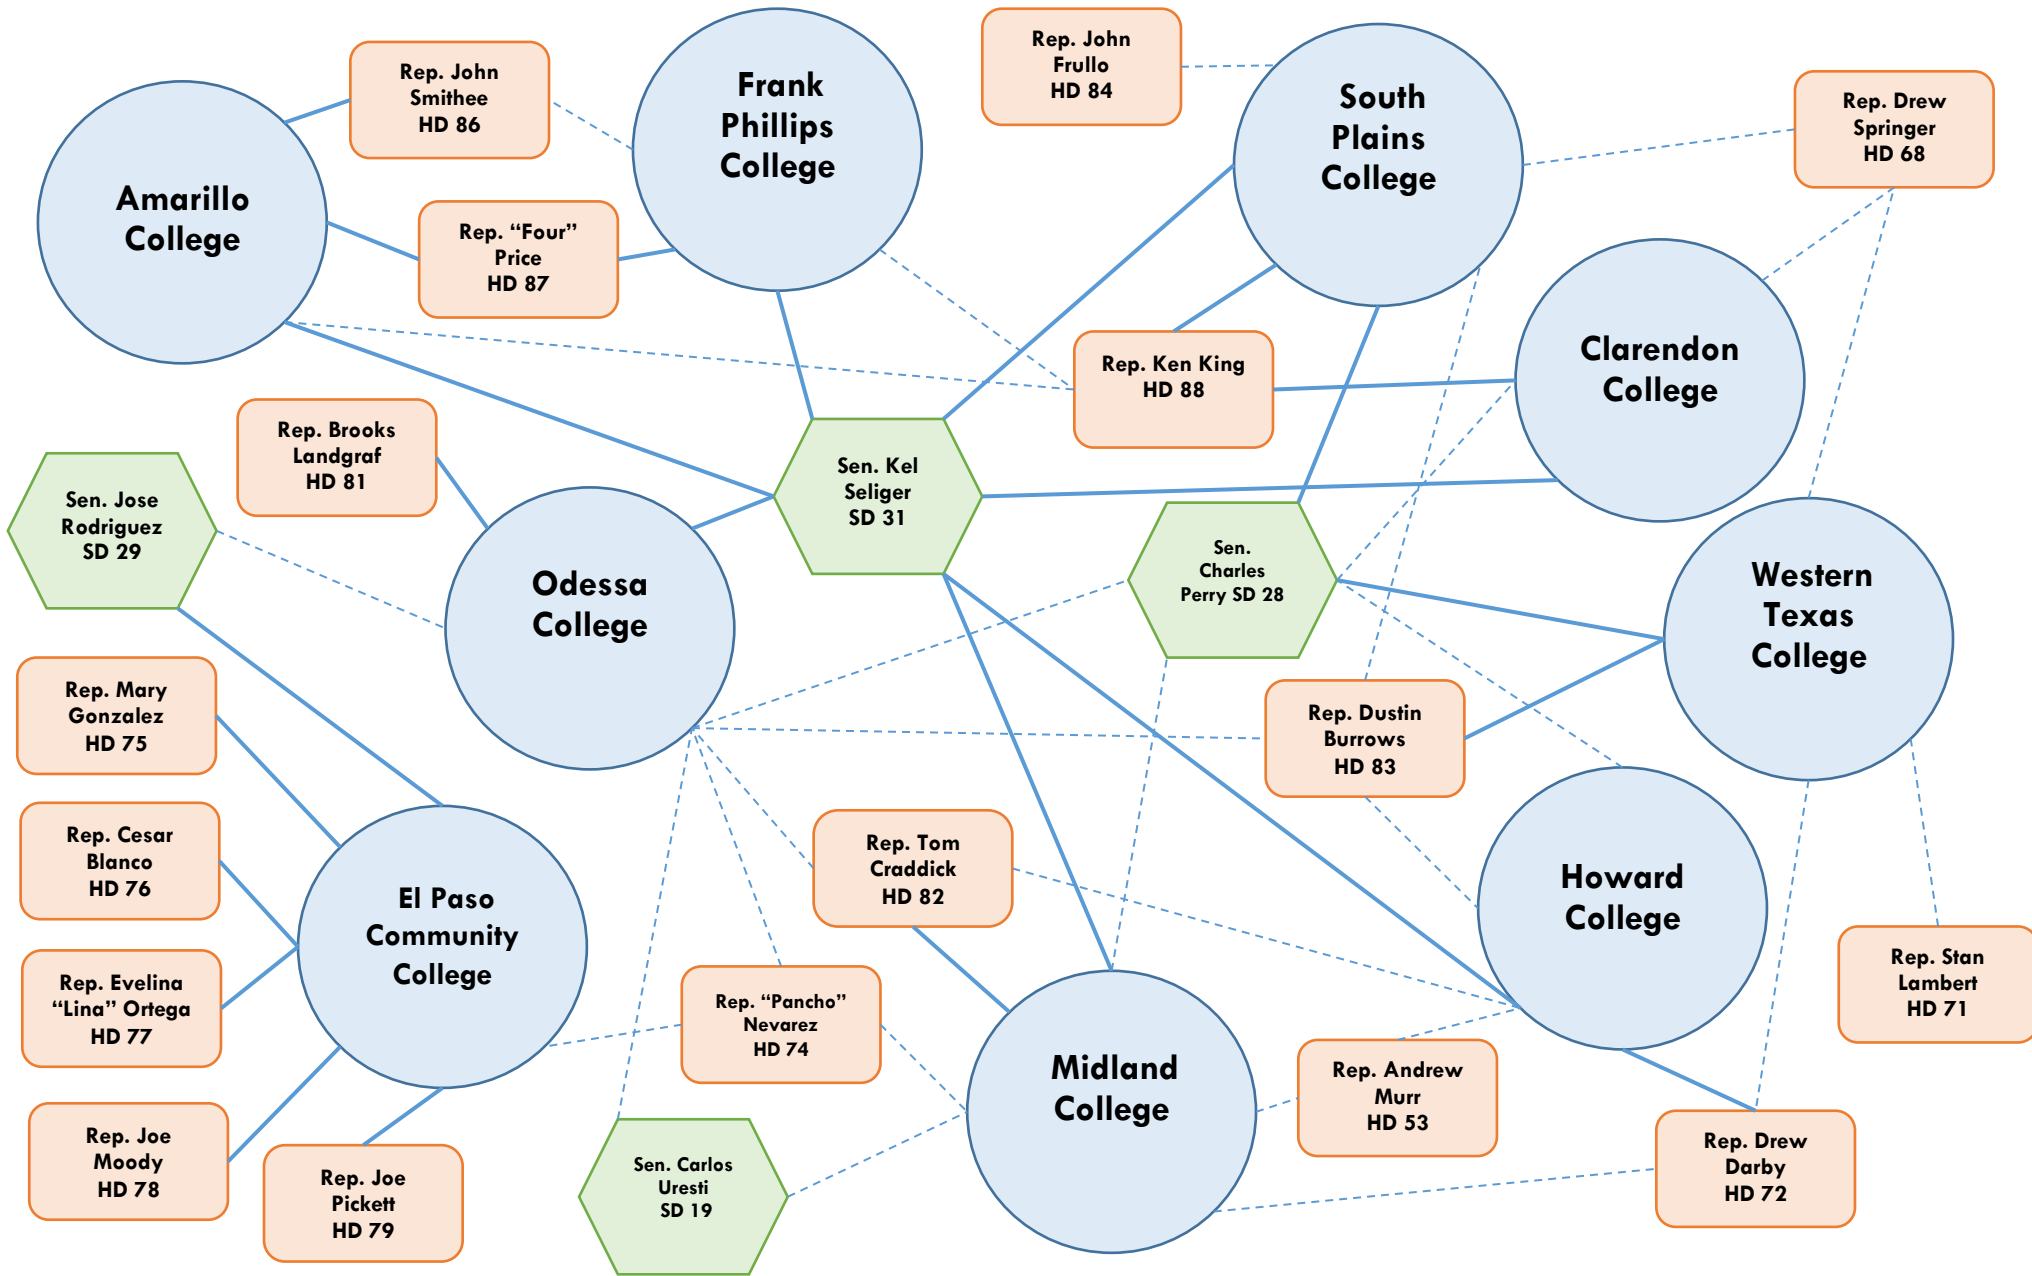 Rep. John
Smithee
HD 86
Frank
Phillips
College
Rep. John
Frullo
HD 84
South
Plains
College
Rep. Drew
Springer
HD 68
Amarillo
College
Rep. “Four”
Price
HD 87
Rep. Ken King
HD 88
Clarendon
College
Rep. Brooks
Landgraf
HD 81
Sen. Kel
Seliger
SD 31
Sen. Jose
Rodriguez
SD 29
Odessa
College
Sen.
Charles
Perry SD 28
Western
Texas
College
Rep. Mary
Gonzalez
HD 75
Rep. Dustin
Burrows
HD 83
Rep. Cesar
Blanco
HD 76
El Paso
Community
College
Rep. Tom
Craddick
HD 82
Howard
College
Rep. Evelina
“Lina” Ortega
HD 77
Rep. “Pancho”
Nevarez
HD 74
Rep. Stan
Lambert
HD 71
Midland
College
Rep. Andrew
Murr
HD 53
Rep. Joe
Moody
HD 78
Rep. Joe
Pickett
HD 79
Sen. Carlos
Uresti
SD 19
Rep. Drew
Darby
HD 72